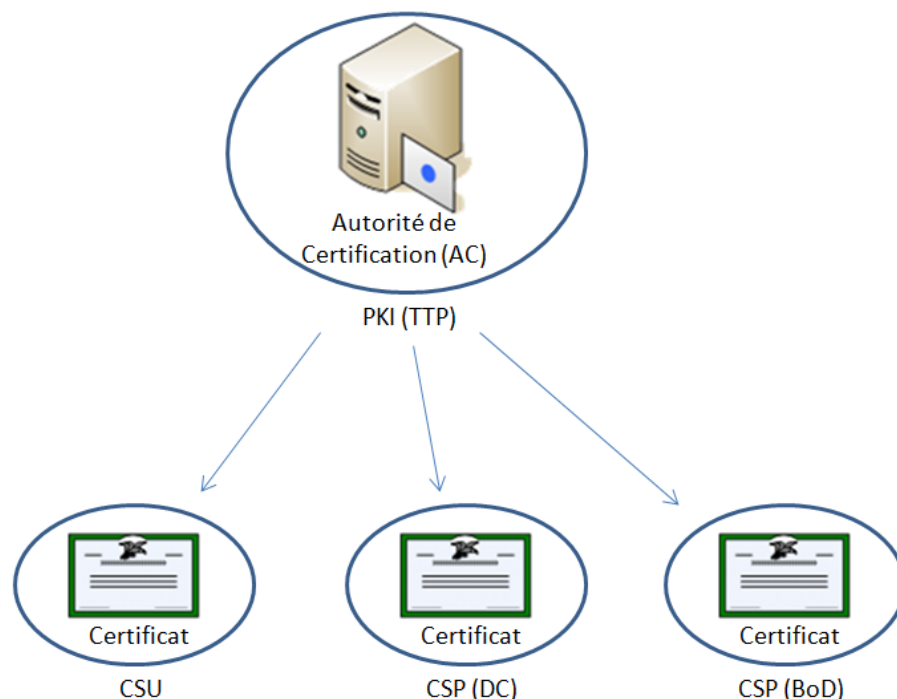 Autorité de
Certification (AC)
PKI (TTP)
Certificat
Certificat
Certificat
CSU
CSP (DC)
CSP (BoD)